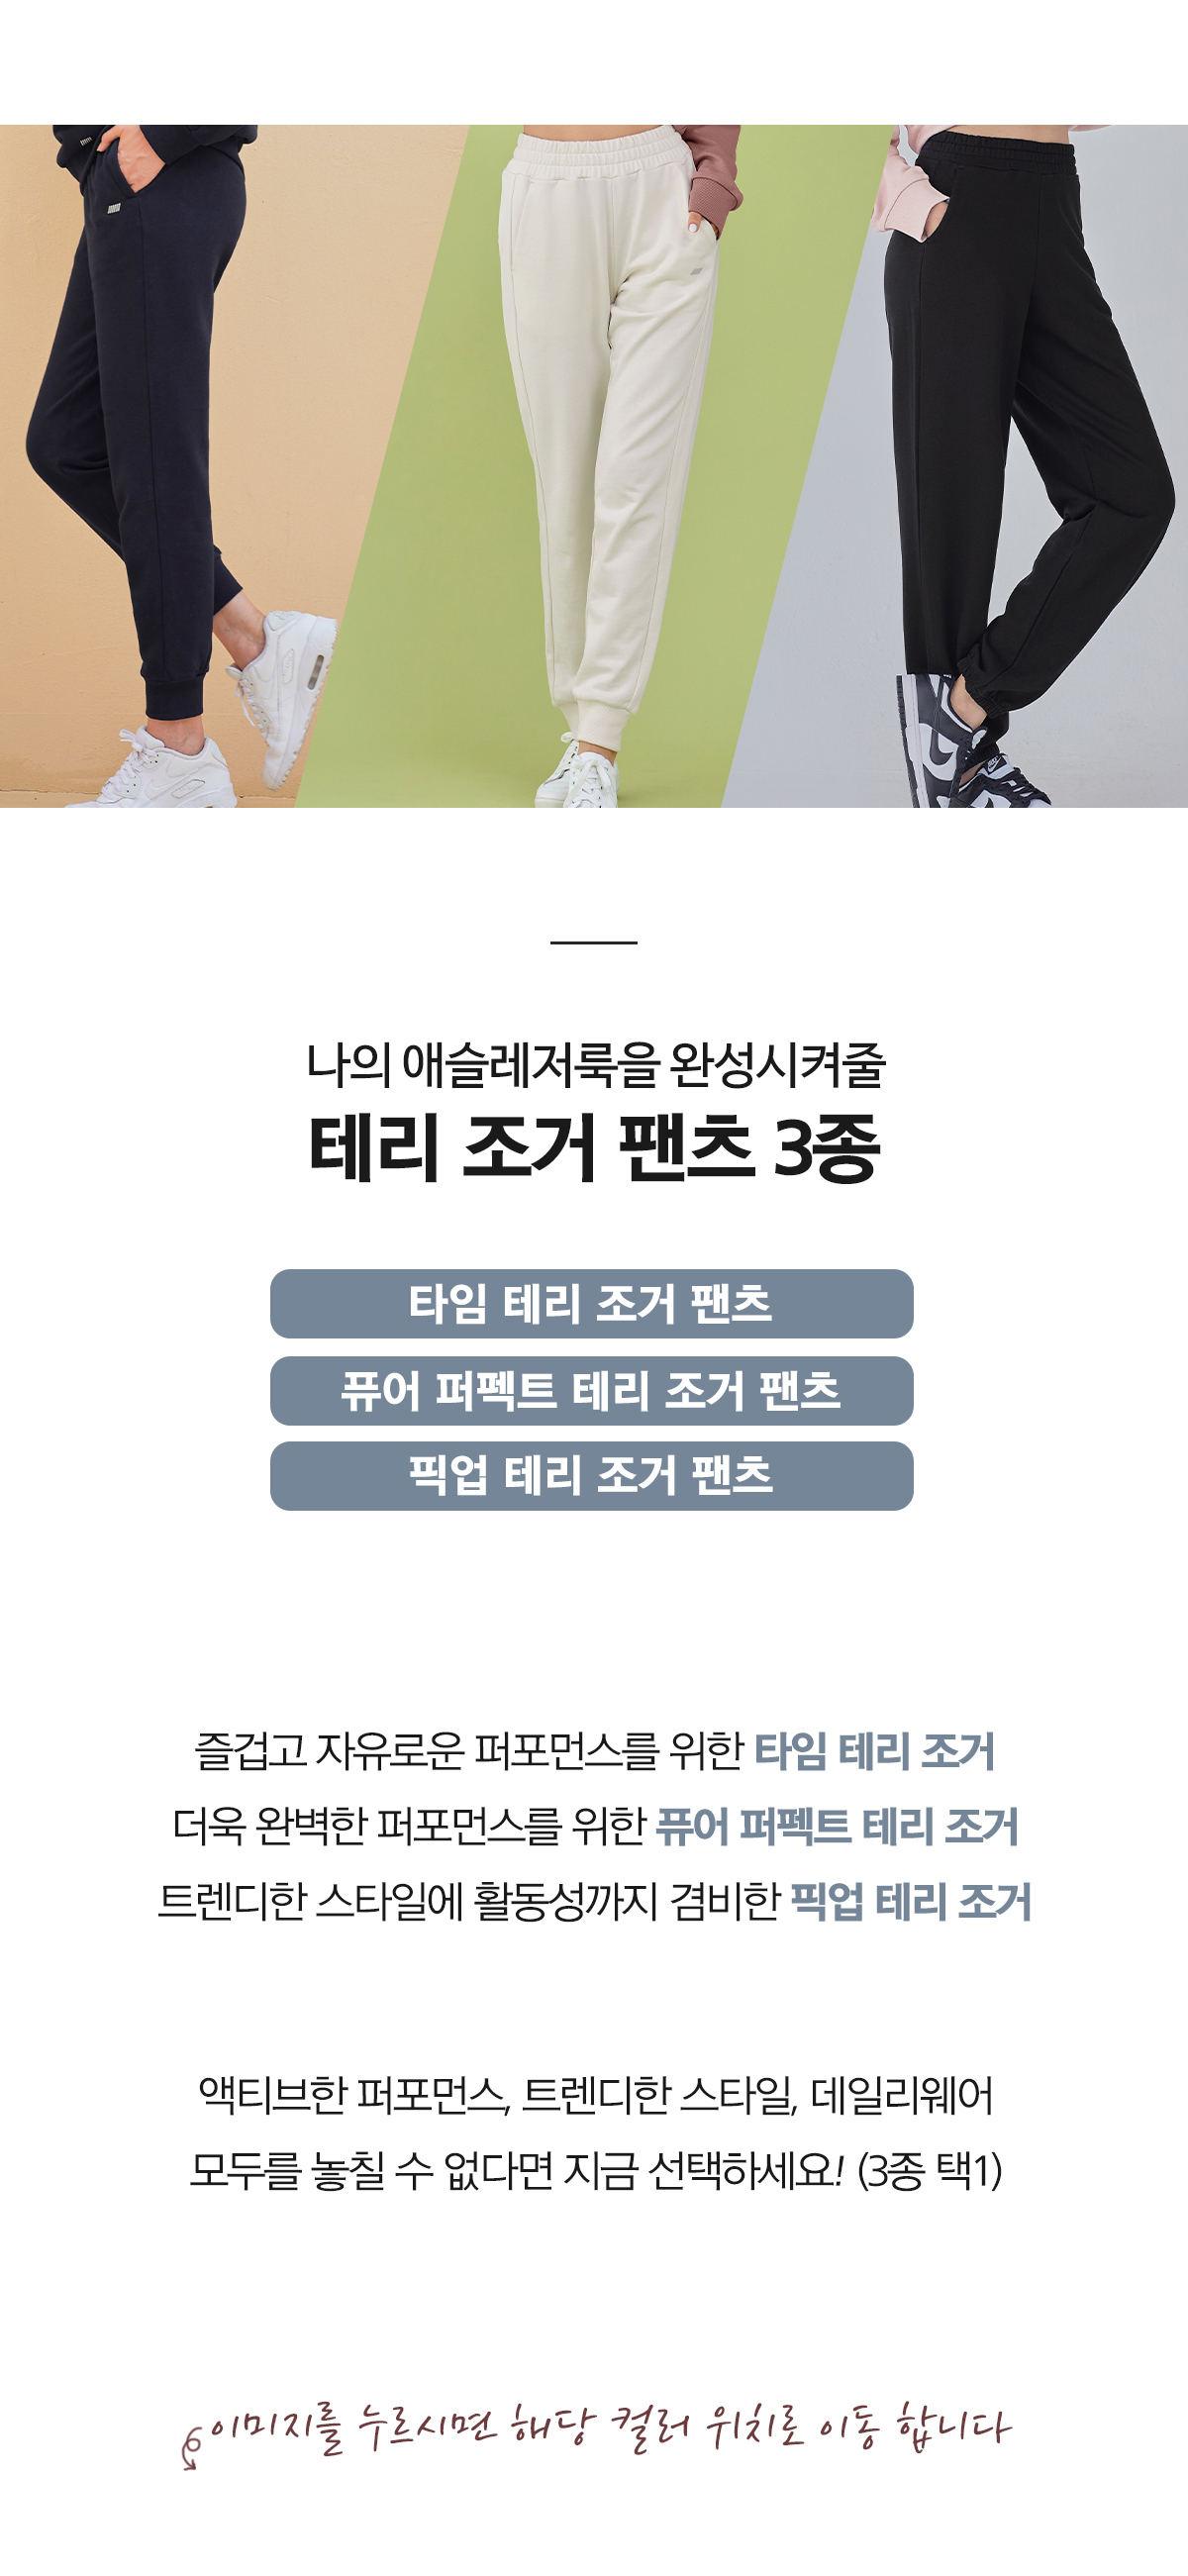 나의 애슬레저룩을 완성시켜줄
테리 조거 팬츠 3종
타임 테리 조거 팬츠
퓨어 퍼펙트 테리 조거 팬츠
픽업 테리 조거 팬츠
즐겁고 자유로운 퍼포먼스를 위한 타임 테리 조거
더욱 완벽한 퍼포먼스를 위한 퓨어 퍼펙트 테리 조거
트렌디한 스타일에 활동성까지 겸비한 픽업 테리 조거
액티브한 퍼포먼스, 트렌디한 스타일, 데일리웨어
모두를 놓칠 수 없다면 지금 선택하세요! (3종 택1)
이미지를 누르시면 해당 컬러 위치로 이동 합니다